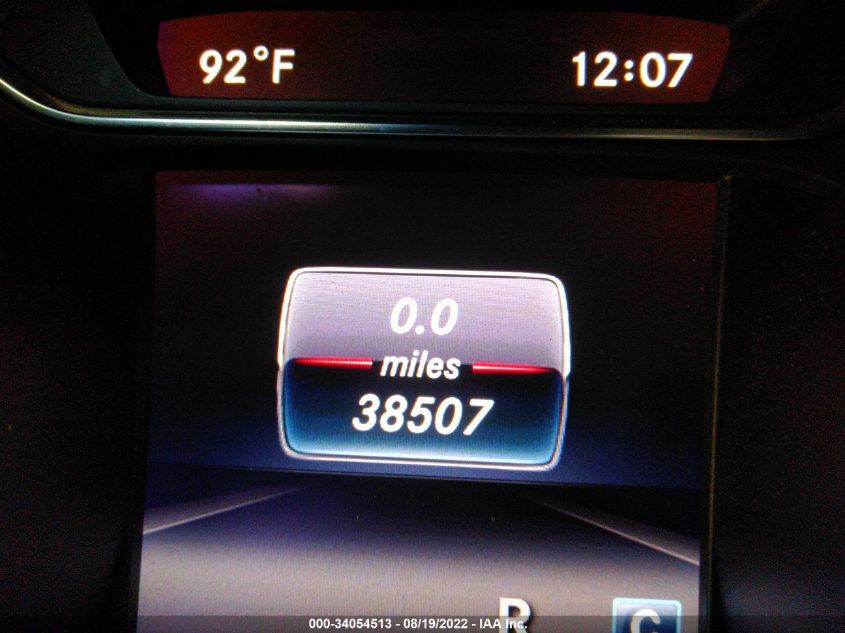 92°F 12:07
0.0
miles
38507
R C
000-34054513 - 08/19/2022 - IAA Inc.